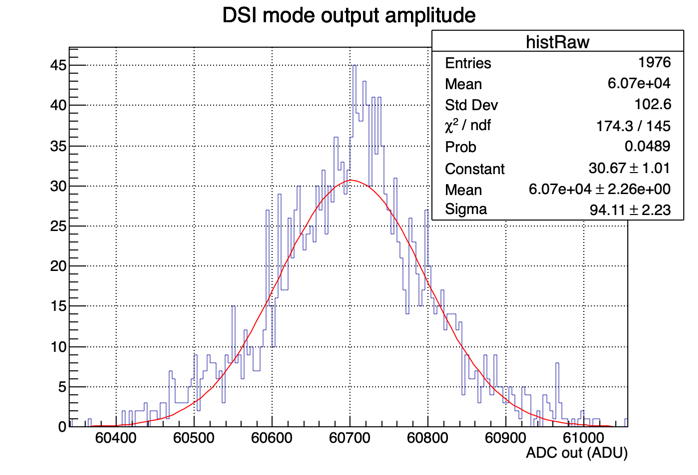 DSI mode output amplitude
histRaw
Entries 1976
Mean 6.07e+04
Std Dev 102.6
χ² / ndf 174.3 / 145
Prob 0.0489
Constant 30.67 ± 1.01
Mean 6.07e+04 ± 2.26e+00
Sigma 94.11 ± 2.23
45
40
35
30
25
20
15
10
5
0
60400 60500 60600 60700 60800 60900 61000
ADC out (ADU)